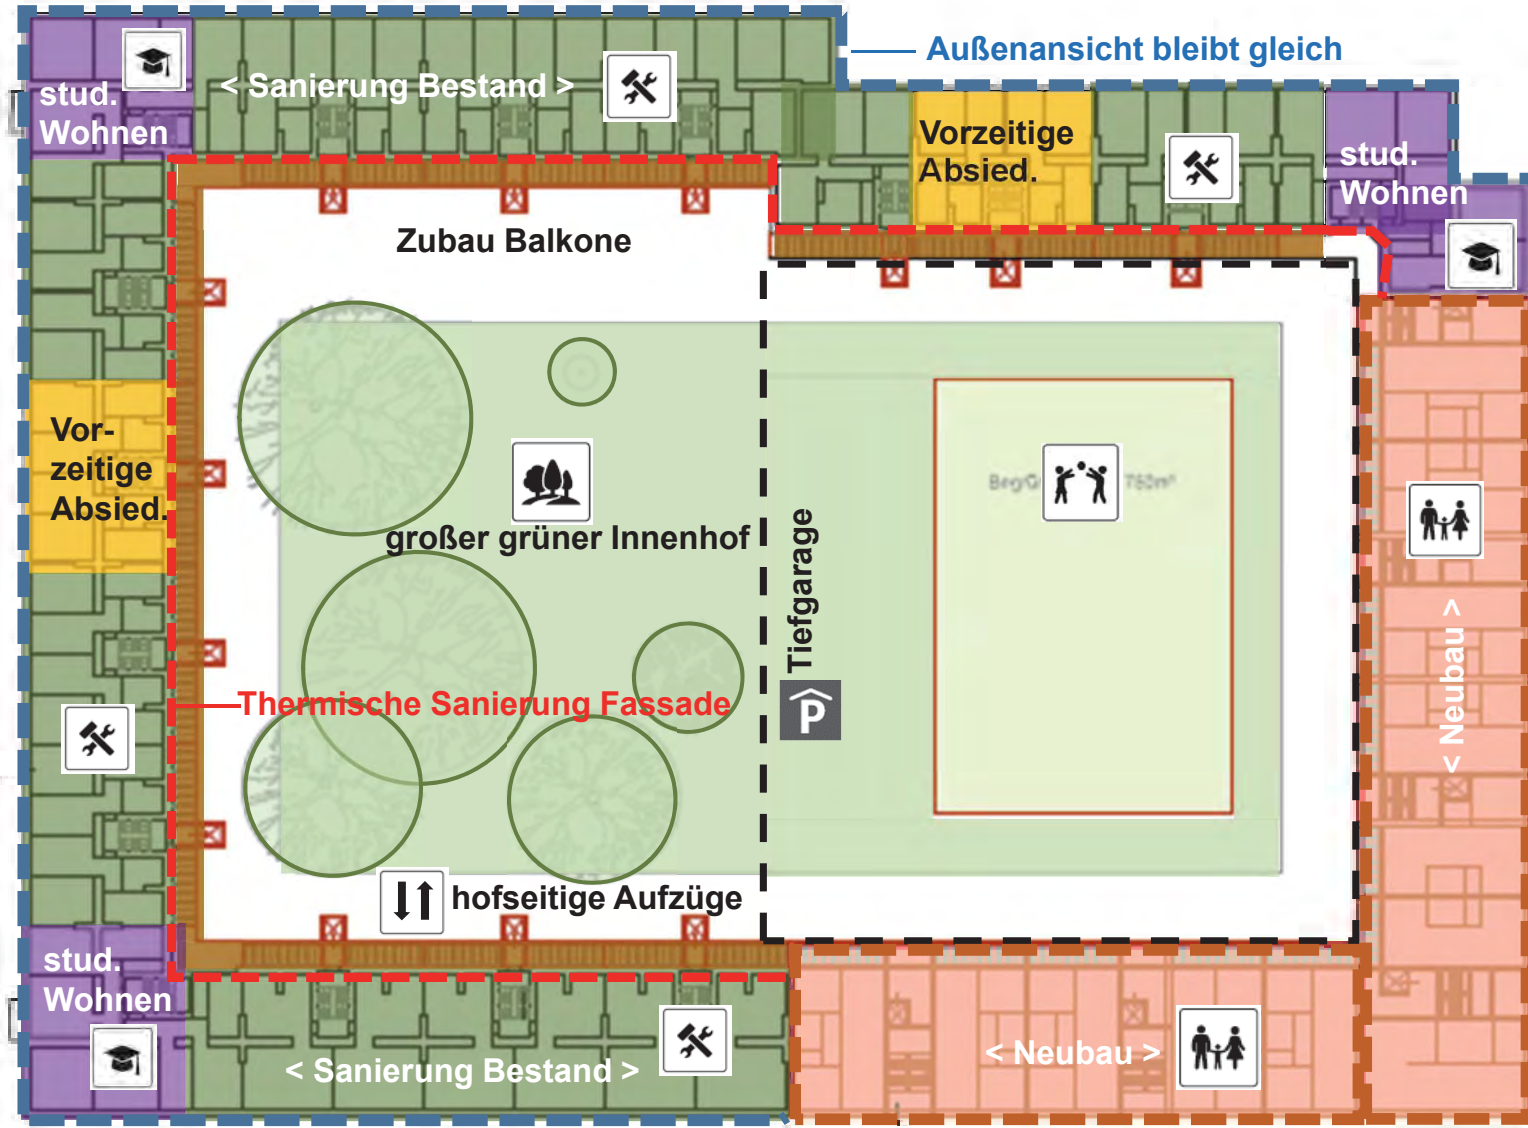 Außenansicht bleibt gleich
< Sanierung Bestand >
stud.
Wohnen
Vorzeitige
Absied.
stud.
Wohnen
Zubau Balkone
Vor-
zeitige
Absied.
großer grüner Innenhof
Tiefgarage
P
< Neubau >
Thermische Sanierung Fassade
hofseitige Aufzüge
stud.
Wohnen
< Sanierung Bestand >
< Neubau >